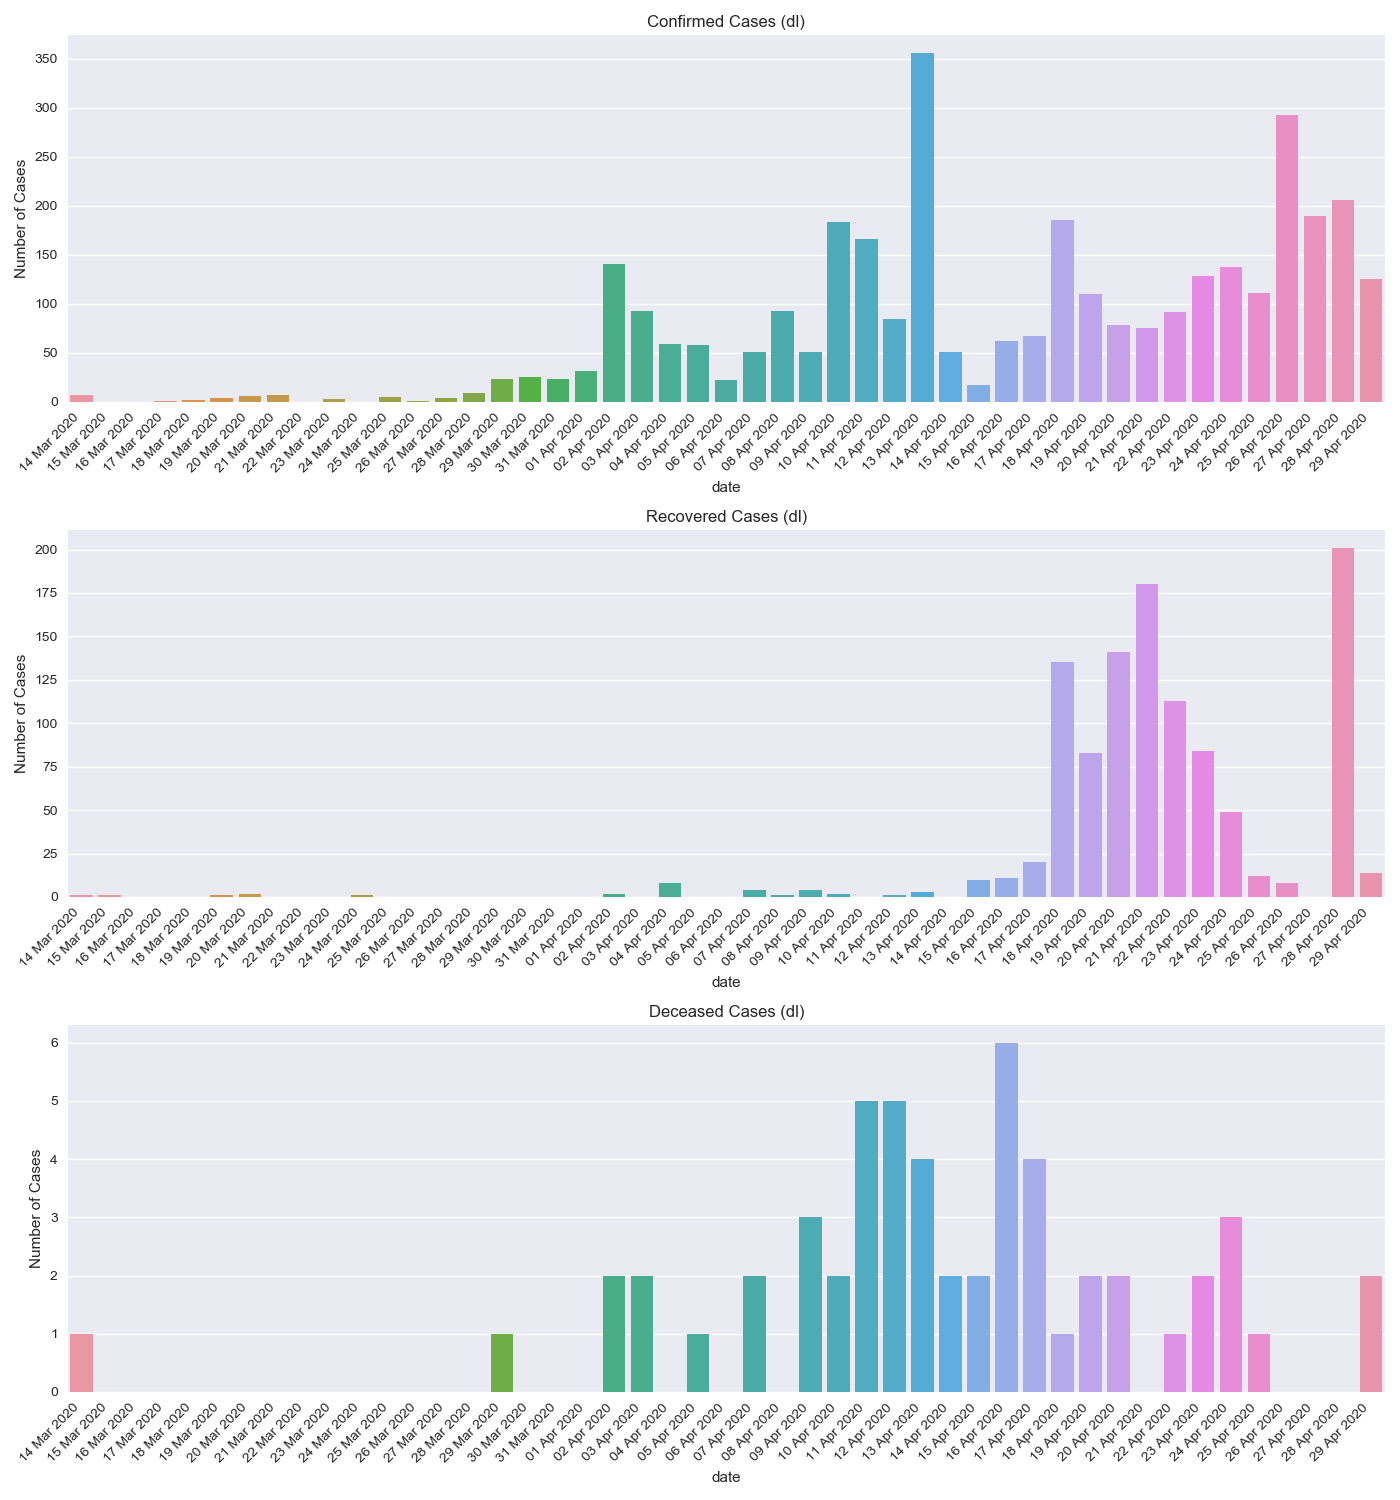 Confirmed Cases (dl)
Number of Cases
350
300
250
200
150
100
50
0
14 Mar 2020
15 Mar 2020
16 Mar 2020
17 Mar 2020
18 Mar 2020
19 Mar 2020
20 Mar 2020
21 Mar 2020
22 Mar 2020
23 Mar 2020
24 Mar 2020
25 Mar 2020
26 Mar 2020
27 Mar 2020
28 Mar 2020
29 Mar 2020
30 Mar 2020
31 Mar 2020
01 Apr 2020
02 Apr 2020
03 Apr 2020
04 Apr 2020
05 Apr 2020
06 Apr 2020
07 Apr 2020
08 Apr 2020
09 Apr 2020
10 Apr 2020
11 Apr 2020
12 Apr 2020
13 Apr 2020
14 Apr 2020
15 Apr 2020
16 Apr 2020
17 Apr 2020
18 Apr 2020
19 Apr 2020
20 Apr 2020
21 Apr 2020
22 Apr 2020
23 Apr 2020
24 Apr 2020
25 Apr 2020
26 Apr 2020
27 Apr 2020
28 Apr 2020
29 Apr 2020
date
Recovered Cases (dl)
Number of Cases
200
175
150
125
100
75
50
25
0
14 Mar 2020
15 Mar 2020
16 Mar 2020
17 Mar 2020
18 Mar 2020
19 Mar 2020
20 Mar 2020
21 Mar 2020
22 Mar 2020
23 Mar 2020
24 Mar 2020
25 Mar 2020
26 Mar 2020
27 Mar 2020
28 Mar 2020
29 Mar 2020
30 Mar 2020
31 Mar 2020
01 Apr 2020
02 Apr 2020
03 Apr 2020
04 Apr 2020
05 Apr 2020
06 Apr 2020
07 Apr 2020
08 Apr 2020
09 Apr 2020
10 Apr 2020
11 Apr 2020
12 Apr 2020
13 Apr 2020
14 Apr 2020
15 Apr 2020
16 Apr 2020
17 Apr 2020
18 Apr 2020
19 Apr 2020
20 Apr 2020
21 Apr 2020
22 Apr 2020
23 Apr 2020
24 Apr 2020
25 Apr 2020
26 Apr 2020
27 Apr 2020
28 Apr 2020
29 Apr 2020
date
Deceased Cases (dl)
Number of Cases
6
5
4
3
2
1
0
14 Mar 2020
15 Mar 2020
16 Mar 2020
17 Mar 2020
18 Mar 2020
19 Mar 2020
20 Mar 2020
21 Mar 2020
22 Mar 2020
23 Mar 2020
24 Mar 2020
25 Mar 2020
26 Mar 2020
27 Mar 2020
28 Mar 2020
29 Mar 2020
30 Mar 2020
31 Mar 2020
01 Apr 2020
02 Apr 2020
03 Apr 2020
04 Apr 2020
05 Apr 2020
06 Apr 2020
07 Apr 2020
08 Apr 2020
09 Apr 2020
10 Apr 2020
11 Apr 2020
12 Apr 2020
13 Apr 2020
14 Apr 2020
15 Apr 2020
16 Apr 2020
17 Apr 2020
18 Apr 2020
19 Apr 2020
20 Apr 2020
21 Apr 2020
22 Apr 2020
23 Apr 2020
24 Apr 2020
25 Apr 2020
26 Apr 2020
27 Apr 2020
28 Apr 2020
29 Apr 2020
date